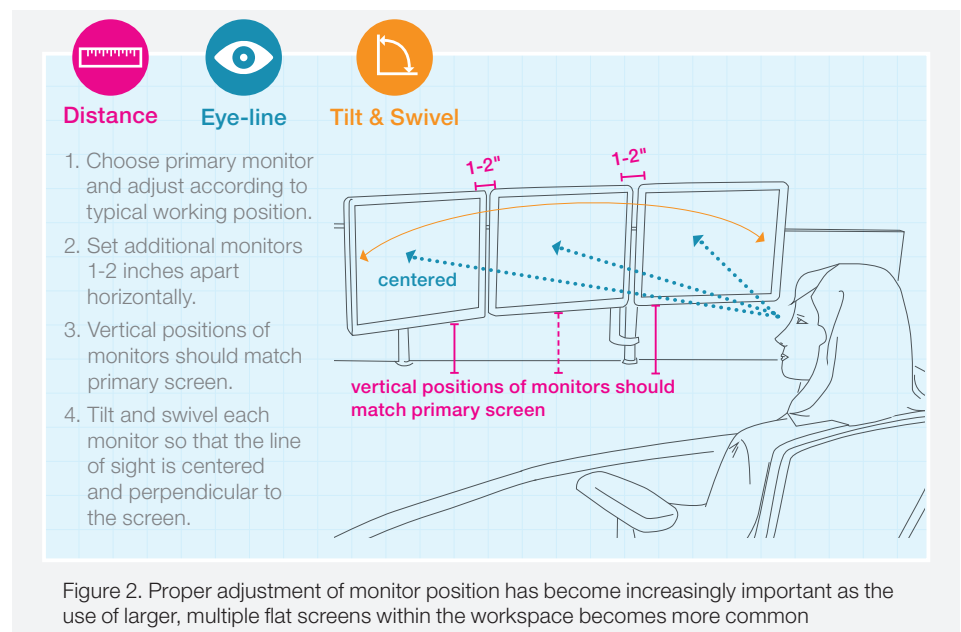 Distance
Eye-line
Tilt & Swivel
1. Choose primary monitor
and adjust according to
typical working position.
2. Set additional monitors
1-2 inches apart
horizontally.
3. Vertical positions of
monitors should match
primary screen.
4. Tilt and swivel each
monitor so that the line
of sight is centered
and perpendicular to
the screen.
1-2"
1-2"
centered
vertical positions of monitors should
match primary screen
Figure 2. Proper adjustment of monitor position has become increasingly important as the
use of larger, multiple flat screens within the workspace becomes more common